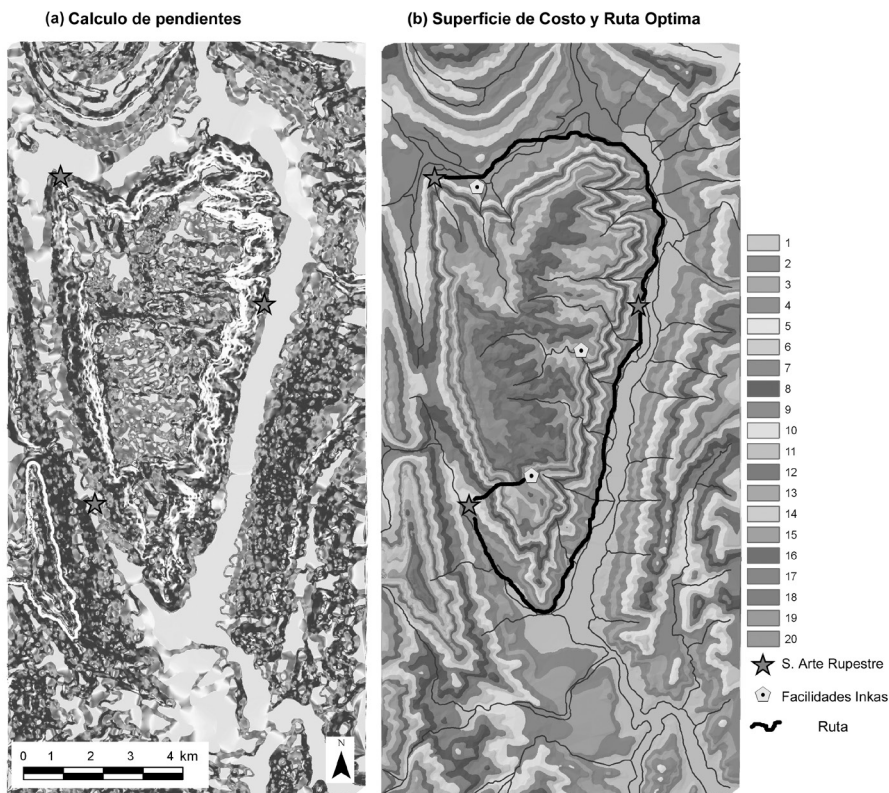 (a) Calculo de pendientes
(b) Superficie de Costo y Ruta Optima
1
2
3
4
5
6
7
8
9
10
11
12
13
14
15
16
17
18
19
20
S. Arte Rupestre
Facilidades Inkas
Ruta
0 1 2 3 4 km
N